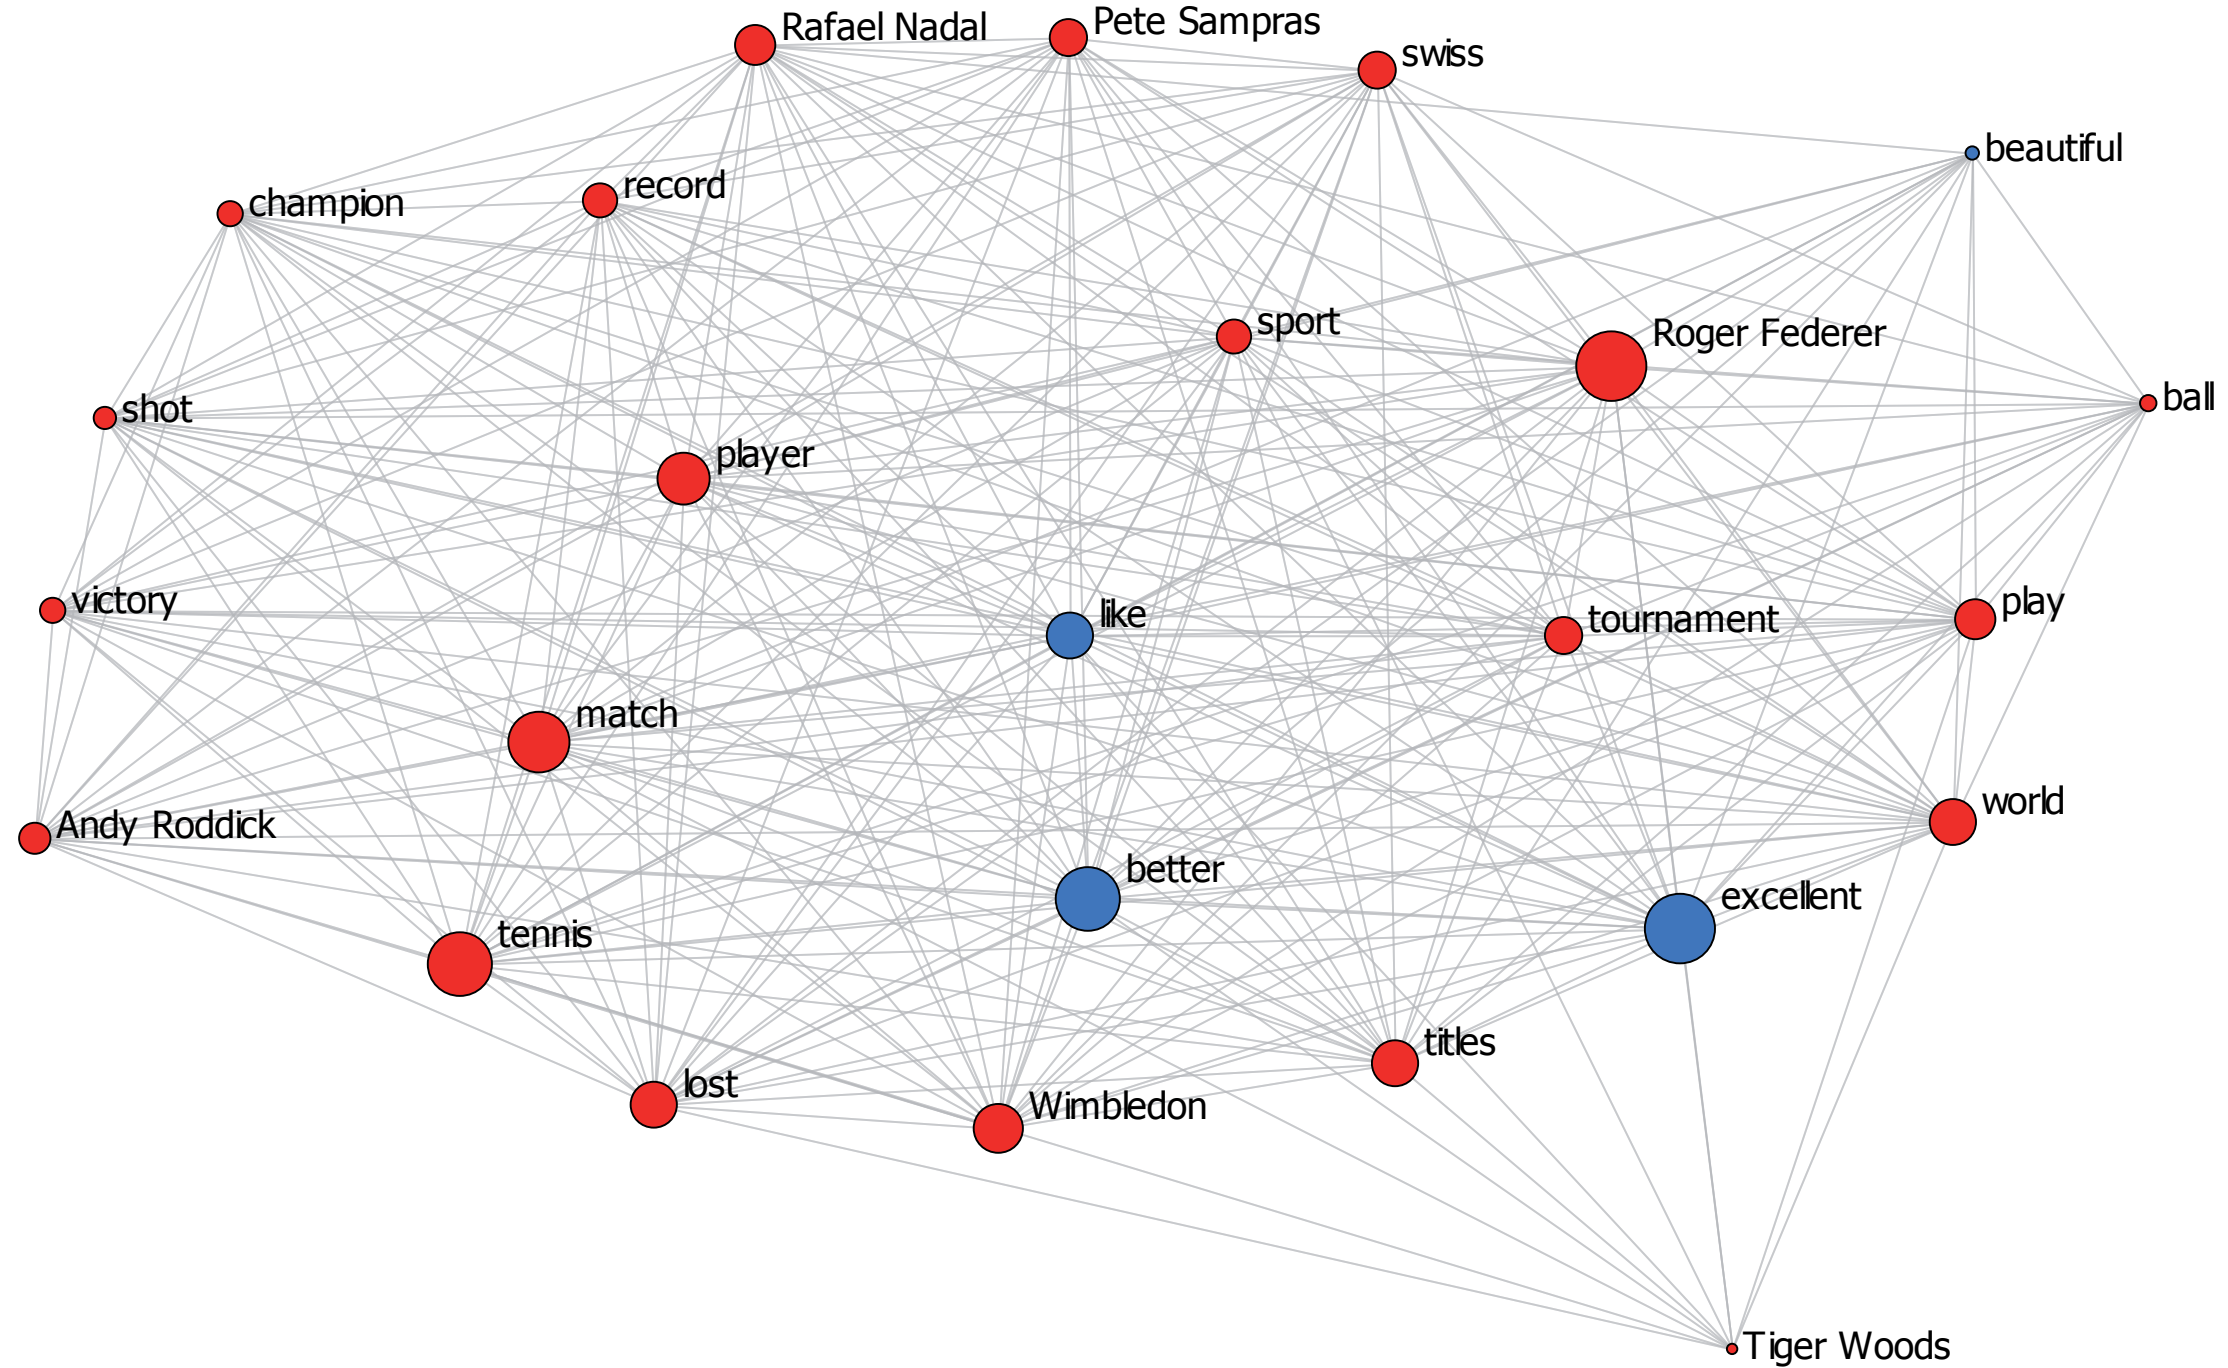 Rafael Nadal
Pete Sampras
swiss
beautiful
champion
record
sport
Roger Federer
ball
shot
player
victory
like
tournament
play
match
world
Andy Roddick
better
excellent
tennis
titles
lost
Wimbledon
Tiger Woods